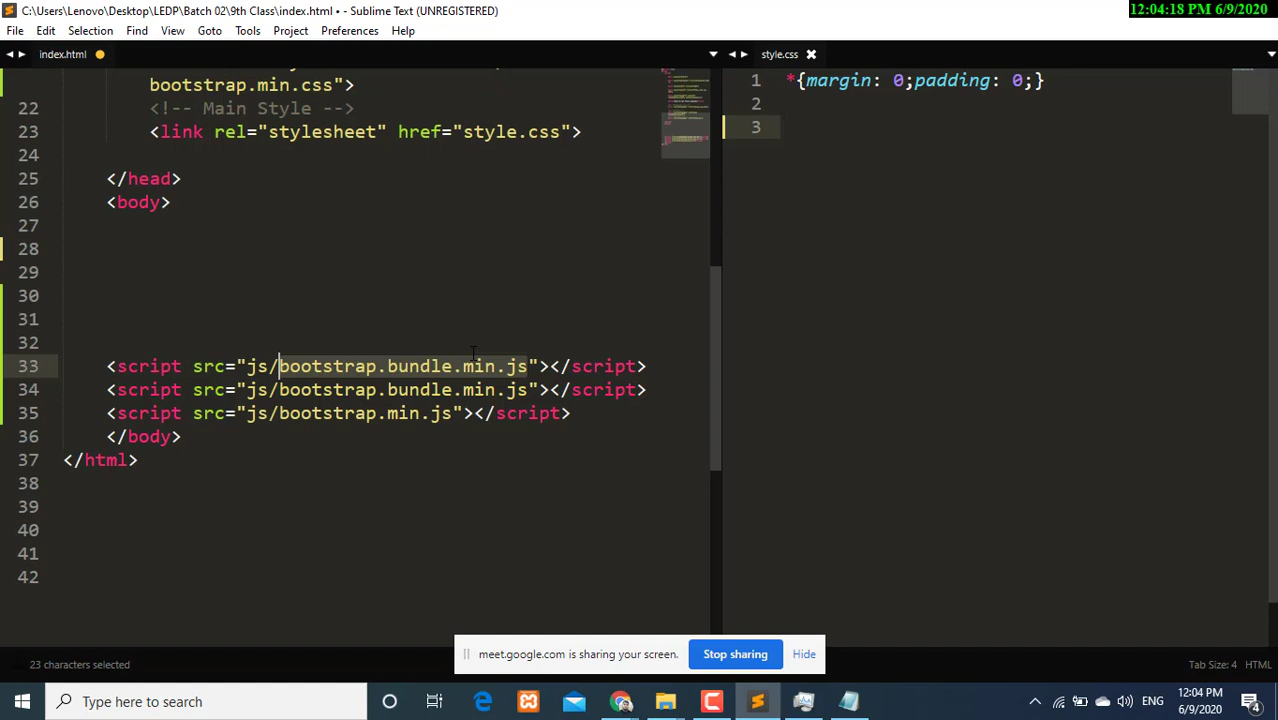 C:\Users\Lenovo\Desktop\LEDP\Batch 02\9th Class\index.html • - Sublime Text (UNREGISTERED)
12:04:18 PM 6/9/2020
File Edit Selection Find View Goto Tools Project Preferences Help
index.html
style.css
bootstrap.min.css">
22 <!-- Main Style -->
23 <link rel="stylesheet" href="style.css">
24
25 </head>
26 <body>
27
28
29
30
31
32
33 <script src="js/bootstrap.bundle.min.js"></script>
34 <script src="js/bootstrap.bundle.min.js"></script>
35 <script src="js/bootstrap.min.js"></script>
36 </body>
37 </html>
38
39
40
41
42
1 *{margin: 0;padding: 0;}
2
3
meet.google.com is sharing your screen. Stop sharing Hide
23 characters selected
Tab Size: 4 HTML
Type here to search
ENG
12:04 PM
6/9/2020
4